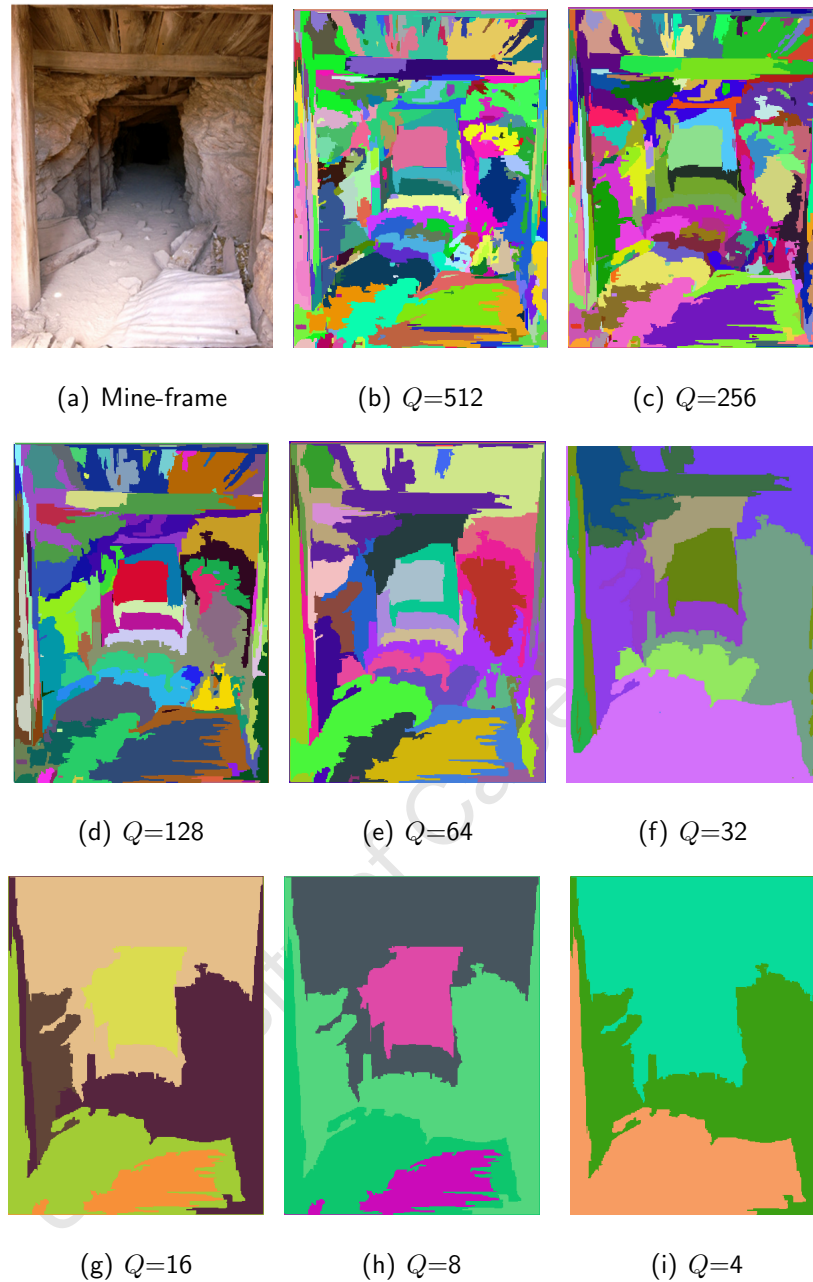 (a) Mine-frame
(b) Q=512
(c) Q=256
(d) Q=128
(e) Q=64
(f) Q=32
(g) Q=16
(h) Q=8
(i) Q=4